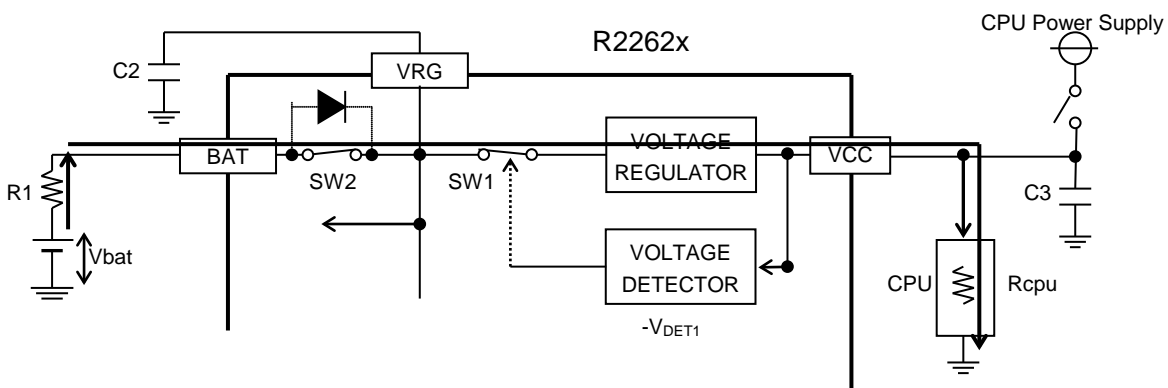 CPU Power Supply
R2262x
C2
VRG
BAT
SW2
SW1
VOLTAGE
REGULATOR
VCC
R1
C3
Vbat
VOLTAGE
DETECTOR
CPU
Rcpu
-VDET1